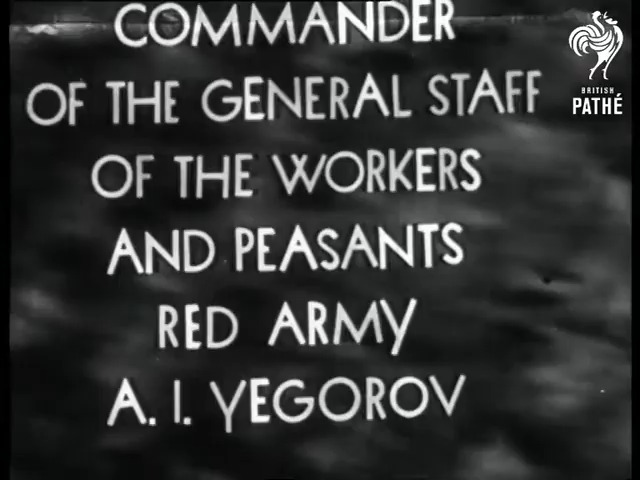 COMMANDER
OF THE GENERAL STAFF
OF THE WORKERS
AND PEASANTS
RED ARMY
A. I. YEGOROV
BRITISH
PATHÉ